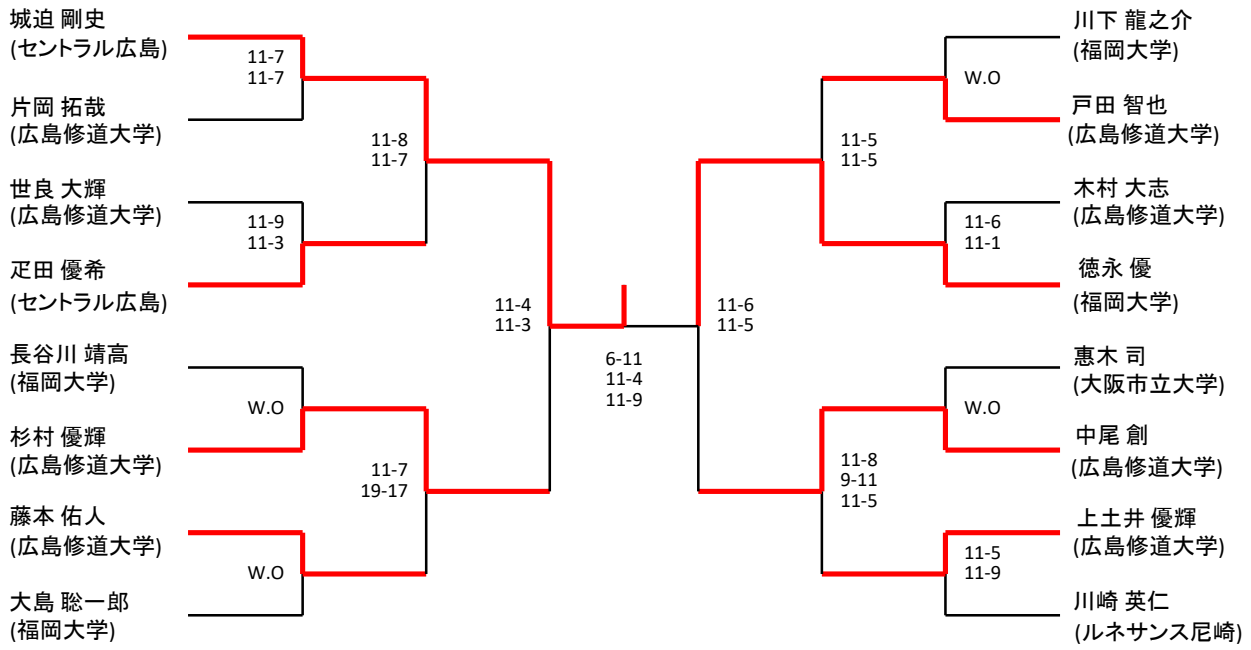 城迫 剛史
(セントラル広島)
11-7
11-7
片岡 拓哉
(広島修道大学)
11-8
11-7
世良 大輝
(広島修道大学)
11-9
11-3
疋田 優希
(セントラル広島)
11-4
11-3
長谷川 靖高
(福岡大学)
W.O
杉村 優輝
(広島修道大学)
11-7
19-17
藤本 佑人
(広島修道大学)
W.O
大島 聡一郎
(福岡大学)
6-11
11-4
11-9
川下 龍之介
(福岡大学)
W.O
戸田 智也
(広島修道大学)
11-5
11-5
木村 大志
(広島修道大学)
11-6
11-1
徳永 優
(福岡大学)
11-6
11-5
惠木 司
(大阪市立大学)
W.O
中尾 創
(広島修道大学)
11-8
9-11
11-5
上土井 優輝
(広島修道大学)
11-5
11-9
川崎 英仁
(ルネサンス尼崎)